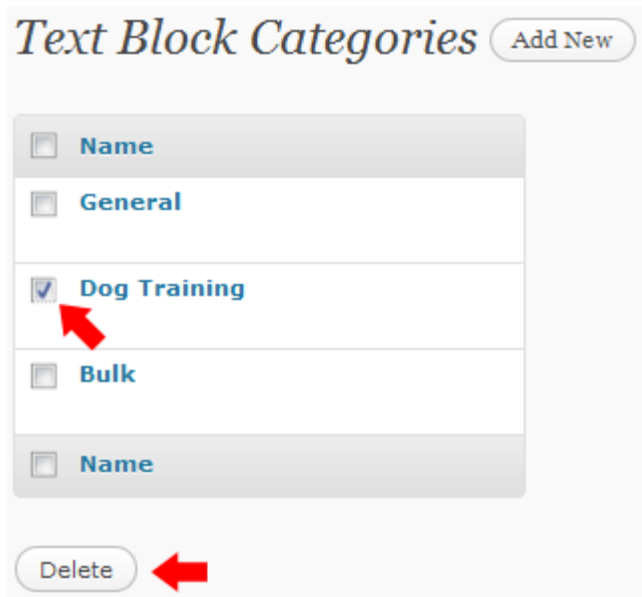 Text Block Categories Add New
Name
General
Dog Training
Bulk
Name
Delete